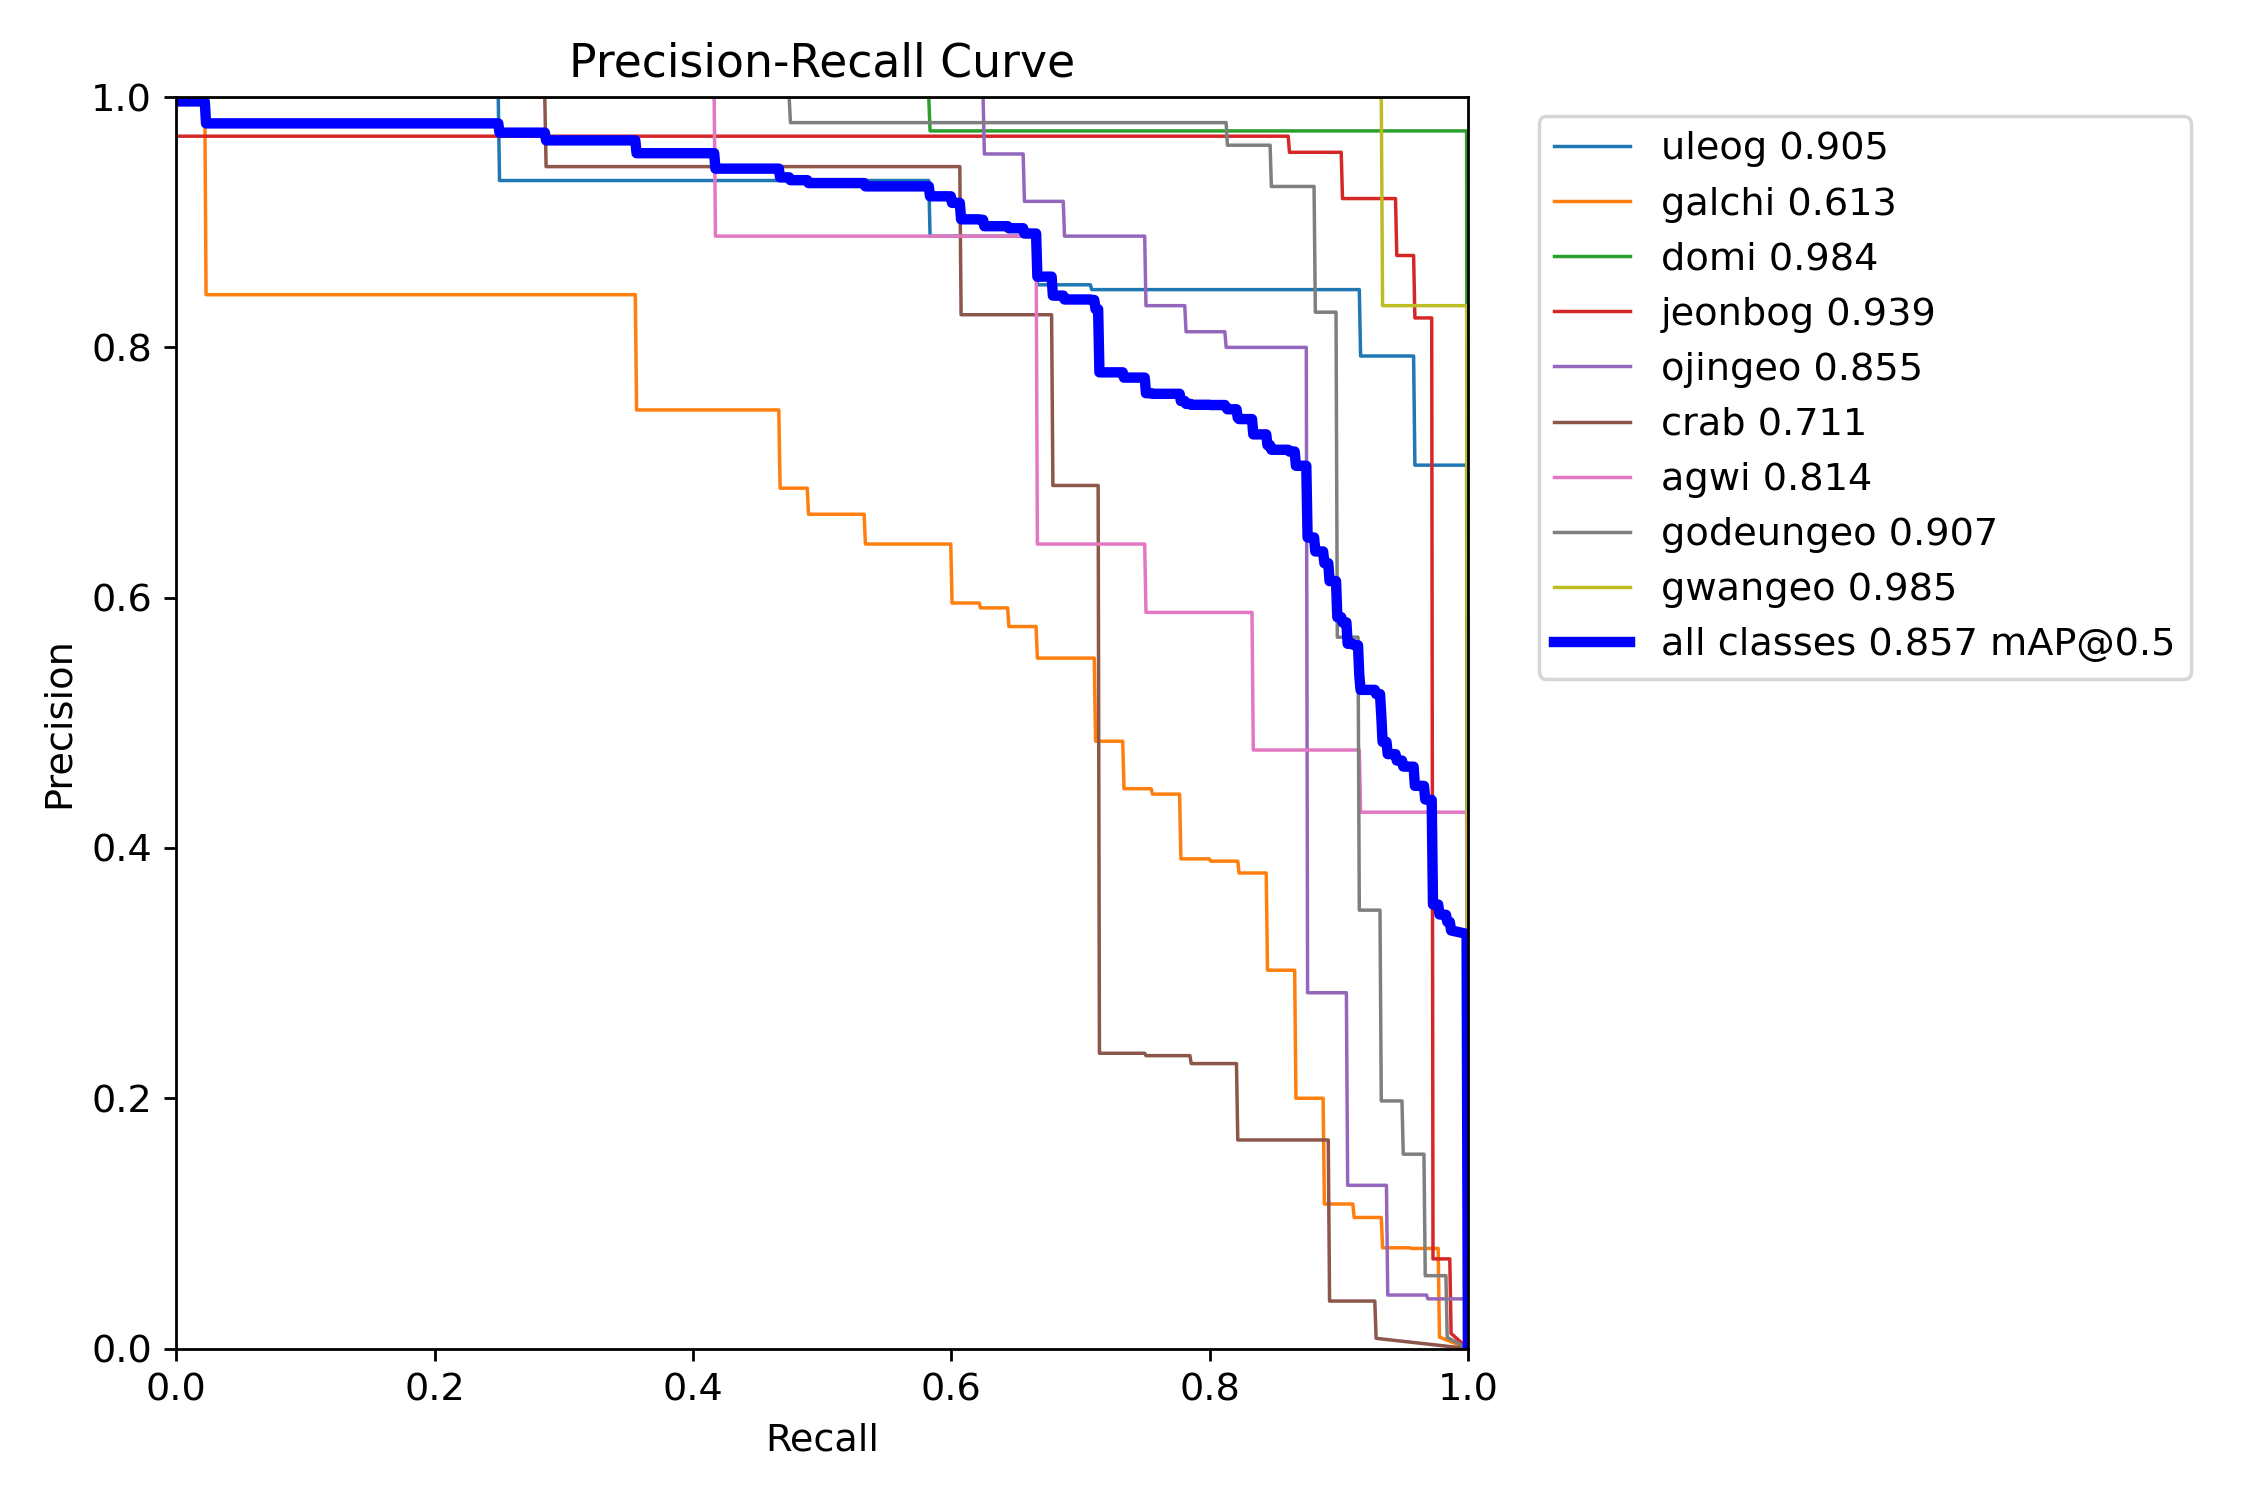 Precision-Recall Curve
1.0
0.8
0.6
0.4
0.2
0.0
Precision
0.0 0.2 0.4 0.6 0.8 1.0
Recall
uleog 0.905
galchi 0.613
domi 0.984
jeonbog 0.939
ojingeo 0.855
crab 0.711
agwi 0.814
godeungeo 0.907
gwangeo 0.985
all classes 0.857 mAP@0.5